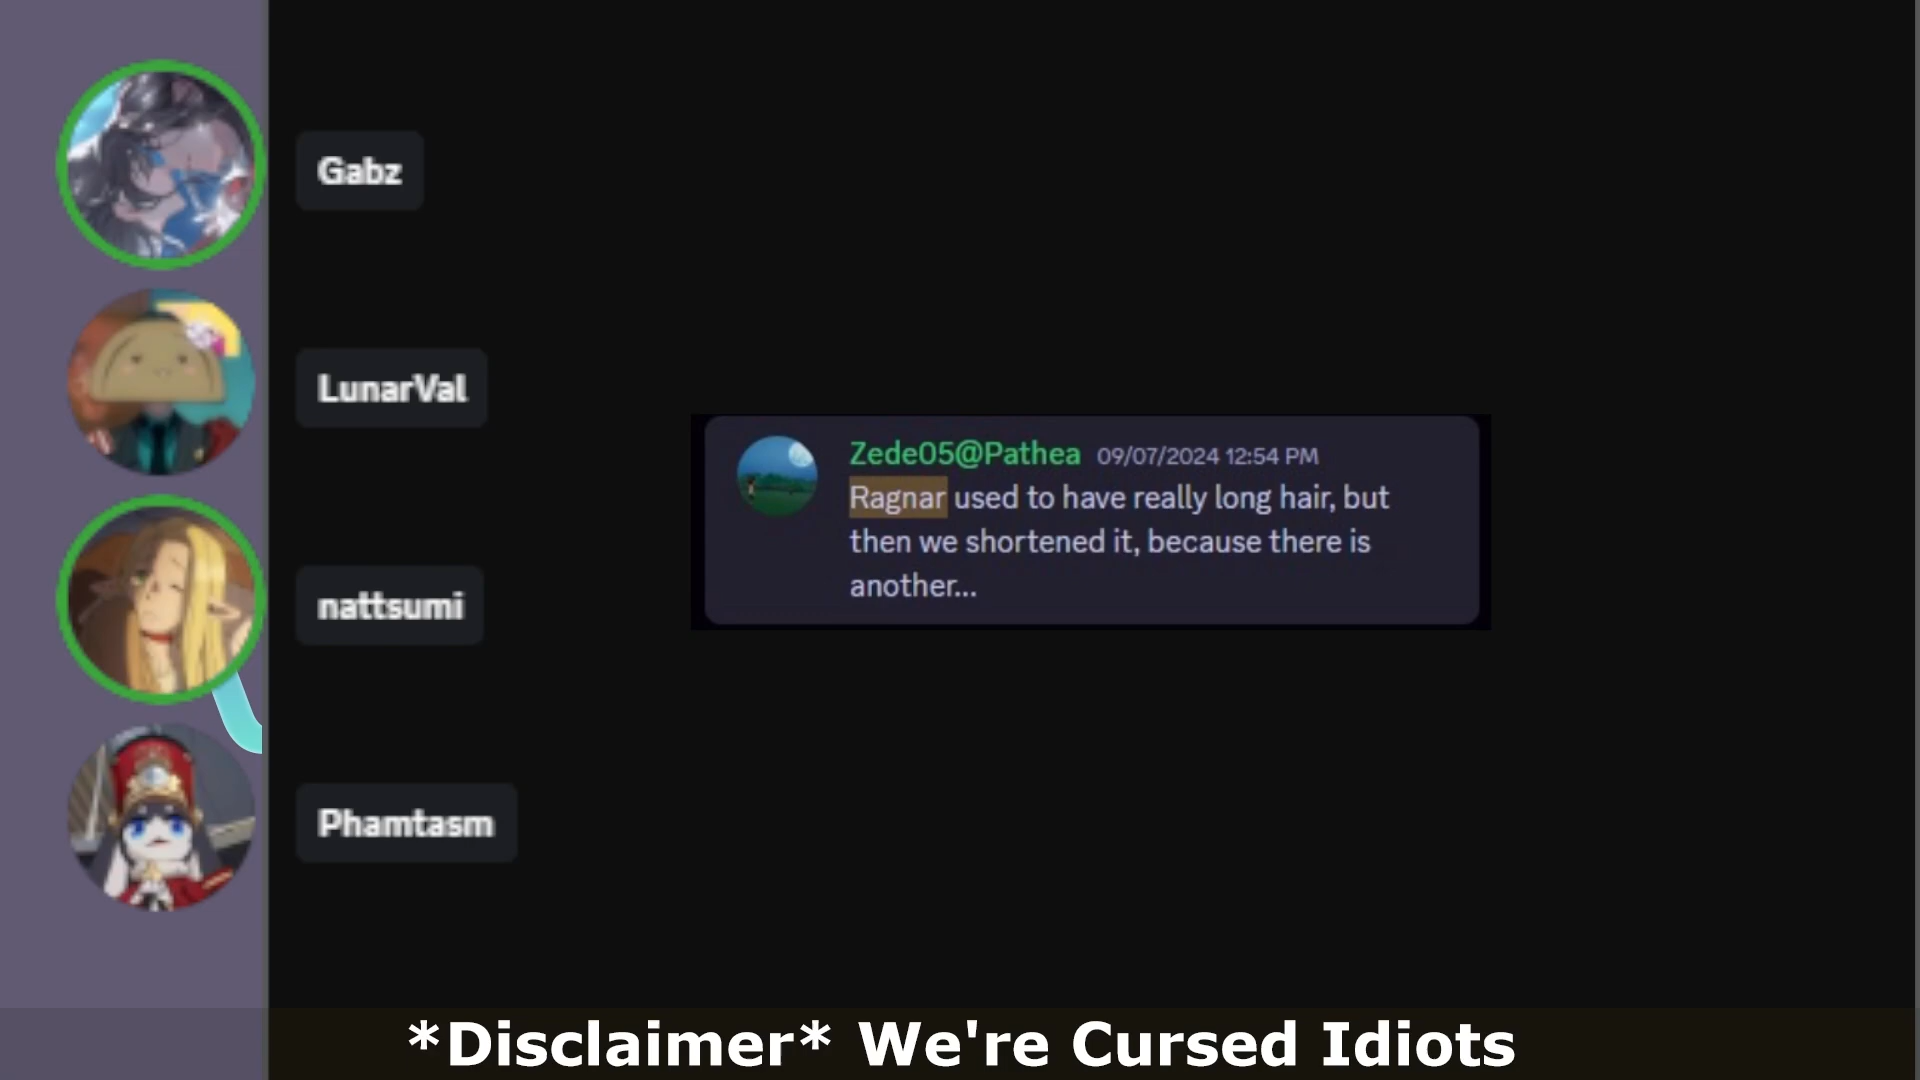 Gabz
LunarVal
Zede05@Pathea 09/07/2024 12:54 PM
Ragnar used to have really long hair, but
then we shortened it, because there is
another...
nattsumi
Phamtasm
*Disclaimer* We're Cursed Idiots